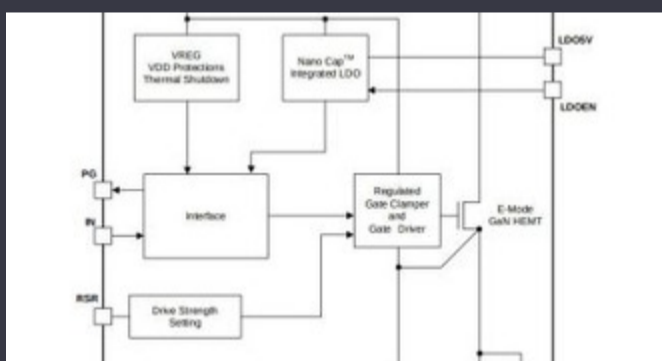 LDO5V
VREG
VDD Protections
Thermal Shutdown
Nano Cap™
Integrated LDO
LDOEN
PG
Interface
Regulated
Gate Clamper
and
Gate Driver
E-Mode
GaN HEMT
IN
RSR
Drive Strength
Setting